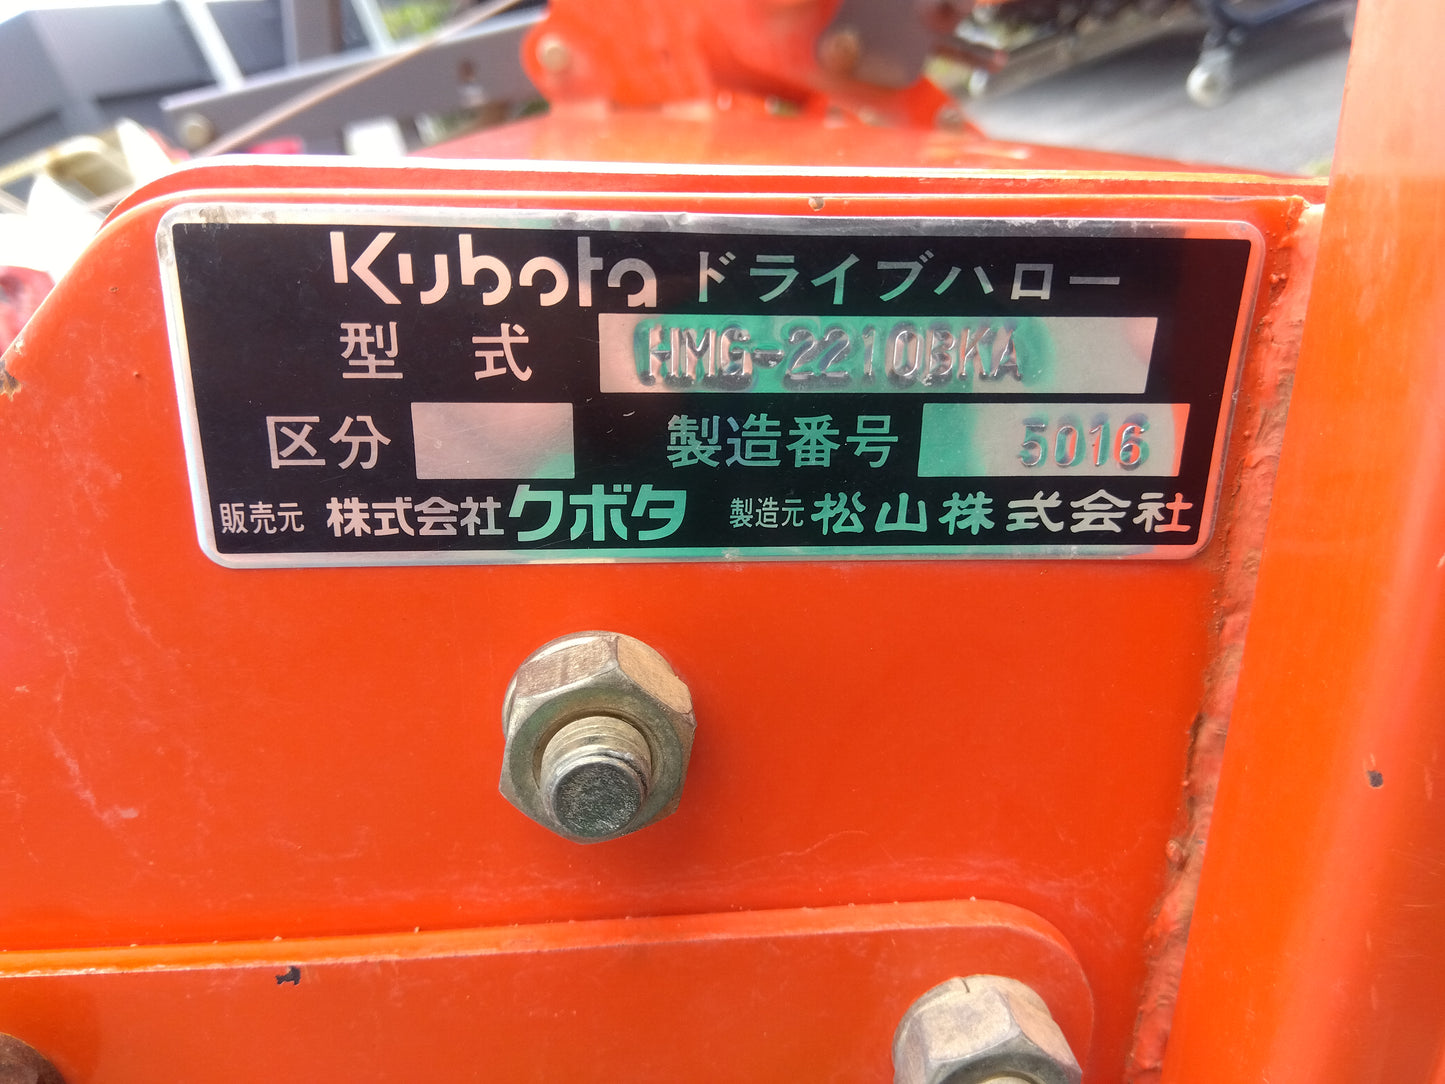 Kubota ドライブハロー
型式 HMG-2210BKA
区分 製造番号 5016
販売元 株式会社クボタ 製造元 松山株式会社